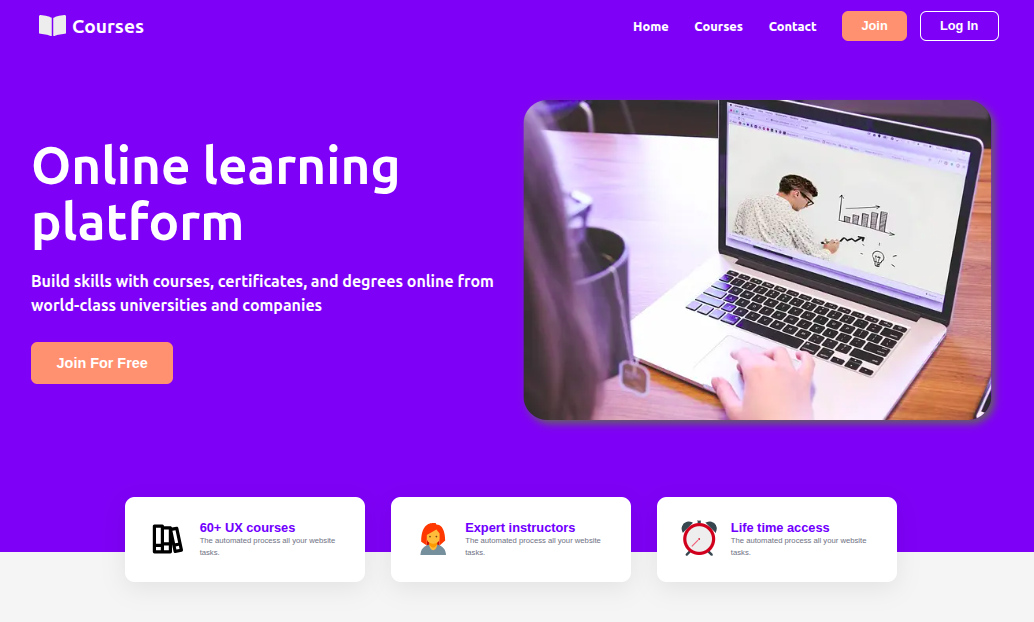 Courses
Home Courses Contact Join Log In
Online learning
platform
Build skills with courses, certificates, and degrees online from
world-class universities and companies
Join For Free
60+ UX courses
The automated process all your website
tasks.
Expert instructors
The automated process all your website
tasks.
Life time access
The automated process all your website
tasks.